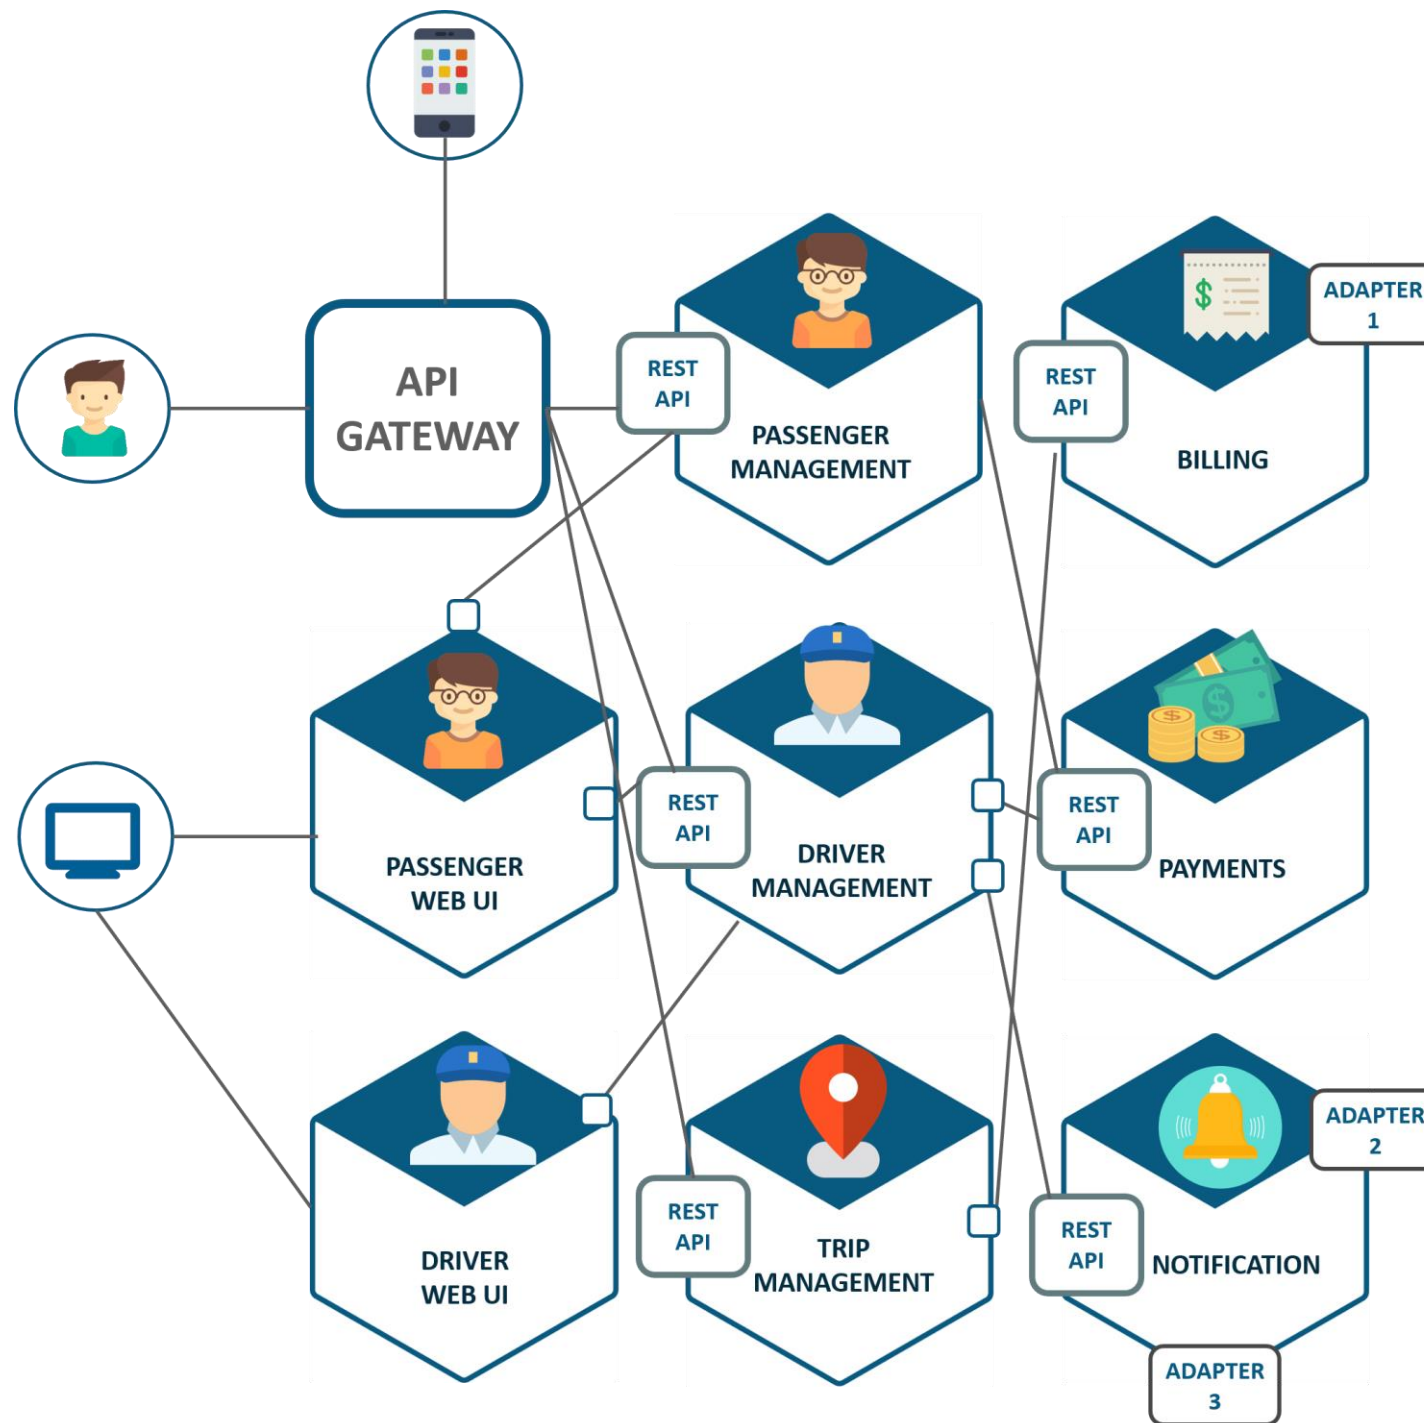 API
GATEWAY
REST
API
PASSENGER
MANAGEMENT
REST
API
BILLING
ADAPTER
1
PASSENGER
WEB UI
REST
API
DRIVER
MANAGEMENT
REST
API
PAYMENTS
DRIVER
WEB UI
REST
API
TRIP
MANAGEMENT
REST
API
NOTIFICATION
ADAPTER
2
ADAPTER
3